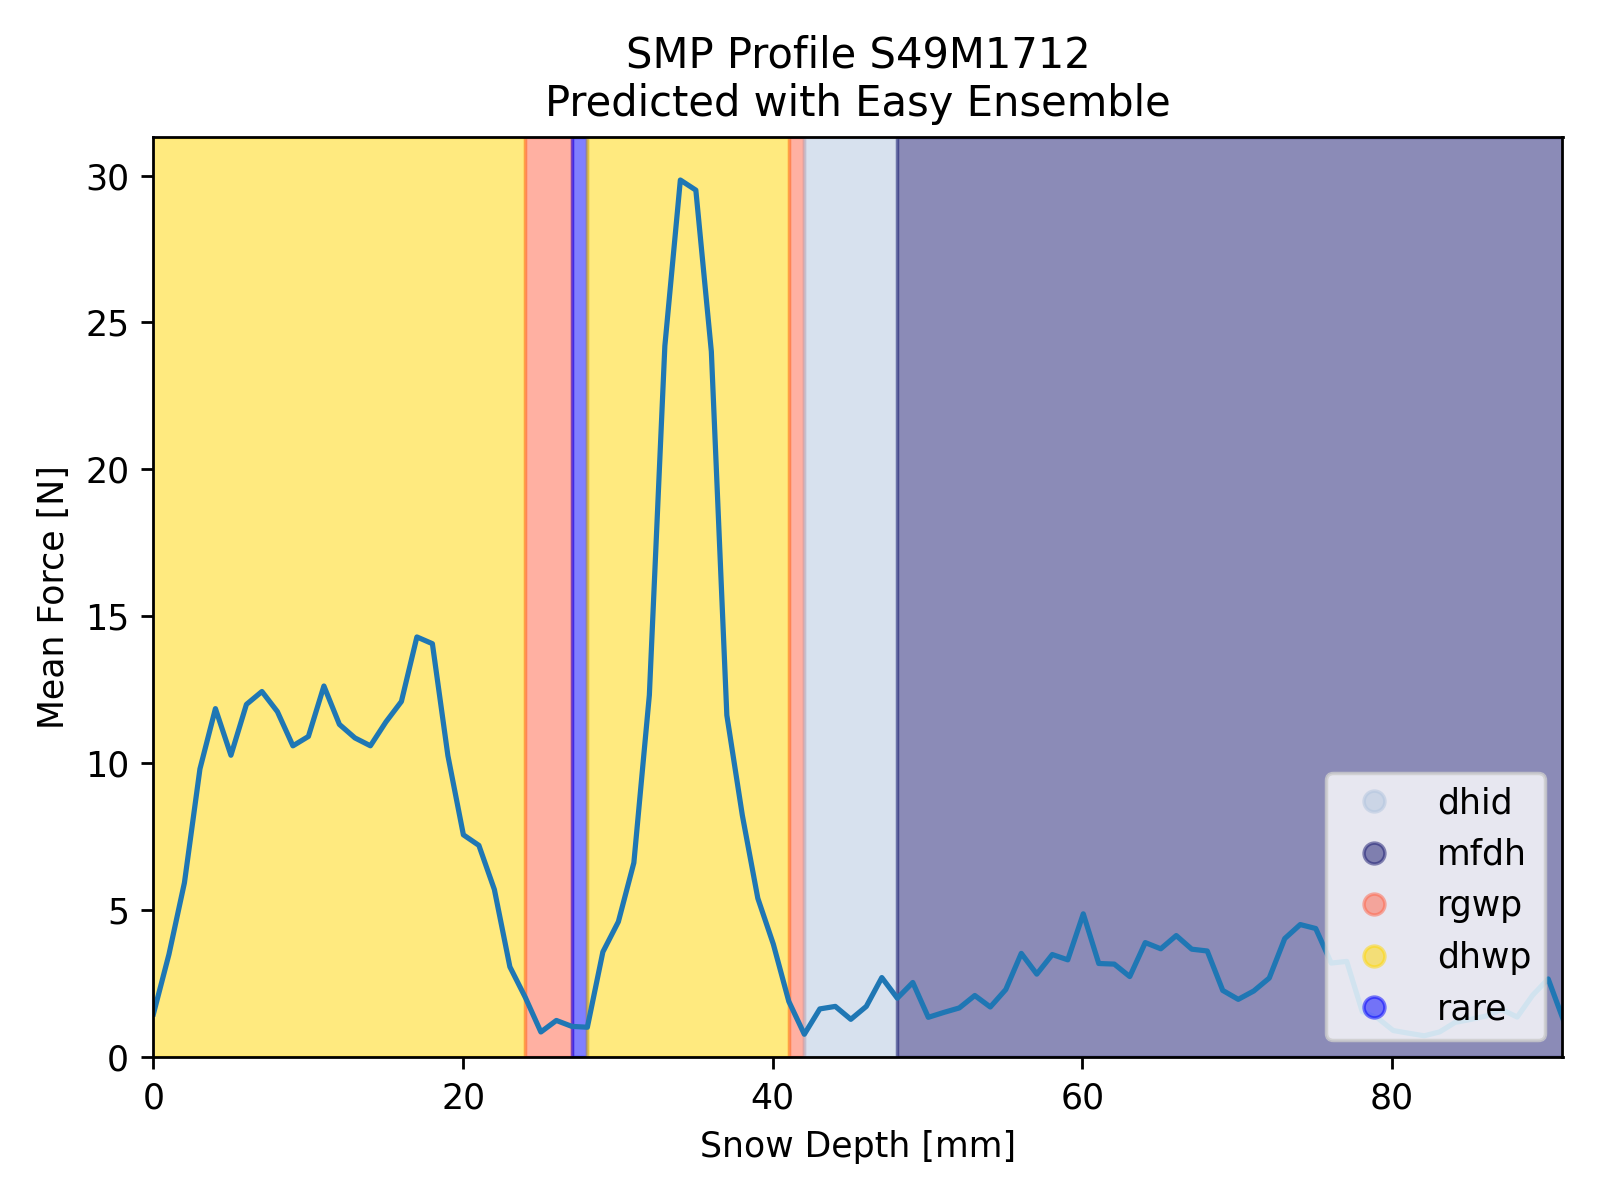 SMP Profile S49M1712
Predicted with Easy Ensemble
Mean Force [N]
30
25
20
15
10
5
0
dhid
mfdh
rgwp
dhwp
rare
0 20 40 60 80
Snow Depth [mm]